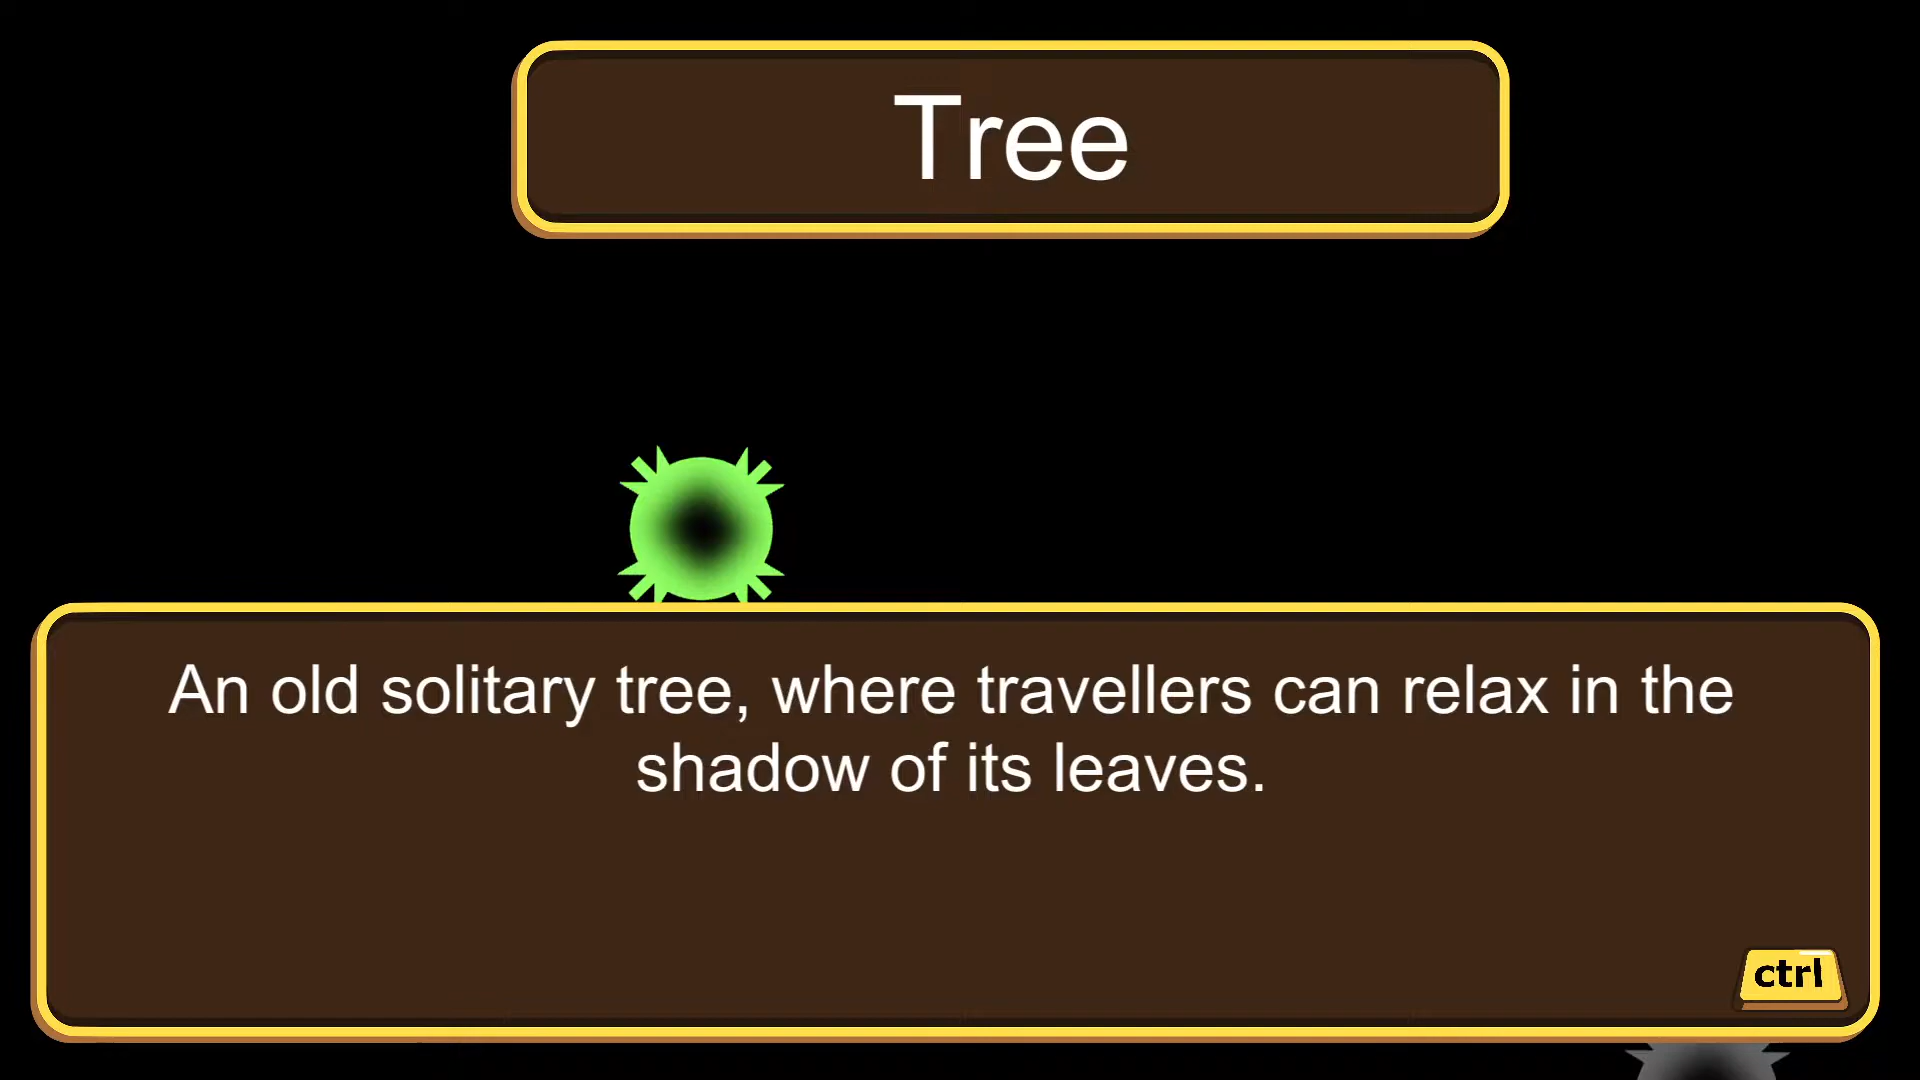 Tree
An old solitary tree, where travellers can relax in the
shadow of its leaves.
ctrl